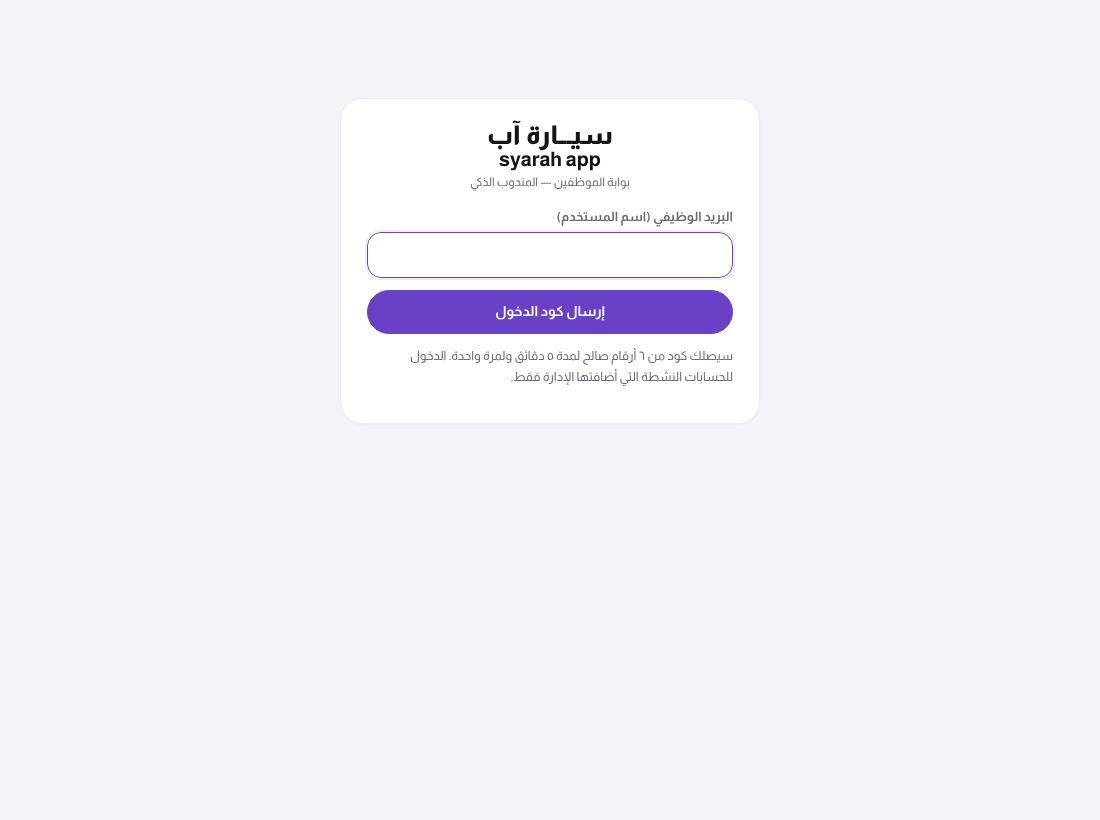 سيـــارة آب
syarah app
بوابة الموظفين — المندوب الذكي
البريد الوظيفي (اسم المستخدم)
إرسال كود الدخول
سيصلك كود من ٦ أرقام صالح لمدة ٥ دقائق ولمرة واحدة. الدخول
للحسابات النشطة التي أضافتها الإدارة فقط.